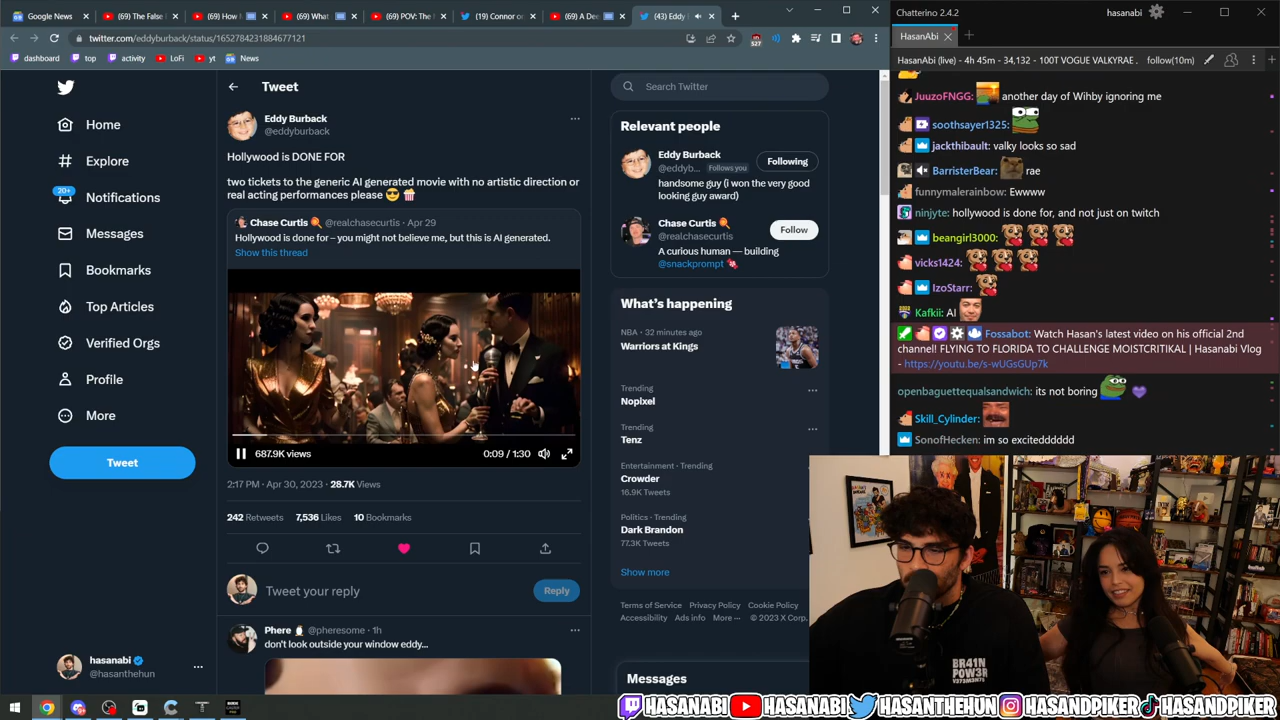 (69) The False
(69) How
(69) What
(69) POV: The
(19) Connor on
(69) A Dee
(43) Eddy
twitter.com/eddyburback/status/1652784231884677121
527
dashboard
top
activity
LoFi
yt
News
Google News
Home
Explore
20+
Notifications
Messages
Bookmarks
Top Articles
Verified Orgs
Profile
More
Tweet
hasanabi
@hasanthehun
Tweet
Eddy Burback
@eddyburback
Hollywood is DONE FOR
two tickets to the generic AI generated movie with no artistic direction or
real acting performances please
Chase Curtis @realchasecurtis · Apr 29
Hollywood is done for – you might not believe me, but this is AI generated.
Show this thread
687.9K views
0:09 / 1:30
2:17 PM · Apr 30, 2023 · 28.7K Views
242 Retweets 7,536 Likes 10 Bookmarks
Tweet your reply
Reply
Phere @pheresome · 1h
don't look outside your window eddy...
Search Twitter
Relevant people
Eddy Burback
@eddyb... Follows you
Following
handsome guy (i won the very good
looking guy award)
Chase Curtis
@realchasecurtis
Follow
A curious human — building
@snackprompt
What's happening
NBA · 32 minutes ago
Warriors at Kings
Trending
Nopixel
Trending
Tenz
Entertainment · Trending
Crowder
16.9K Tweets
Politics · Trending
Dark Brandon
77.3K Tweets
Show more
Terms of Service Privacy Policy Cookie Policy
Accessibility Ads info More ··· © 2023 X Corp.
Messages
Chatterino 2.4.2
hasanabi
HasanAbi
HasanAbi (live) - 4h 45m - 34,132 - 100T VOGUE VALKYRAE .
follow(10m)
JuuzoFNGG: another day of Wihby ignoring me
soothsayer1325:
jackthibault: valky looks so sad
BarristerBear: rae
funnymalerainbow: Ewwww
ninjyte: hollywood is done for, and not just on twitch
beangirl3000:
vicks1424:
IzoStarr:
Kafkii: AI
Fossabot: Watch Hasan's latest video on his official 2nd
channel! FLYING TO FLORIDA TO CHALLENGE MOISTCRITIKAL | Hasanabi Vlog
- https://youtu.be/s-wUGsGUp7k
openbaguettequalsandwich: its not boring
Skill_Cylinder:
SonofHecken: im so exciteddddd
BR41N
POW3R
HASANABI
HASANABI
HASANTHEHUN
HASANDPIKER
HASANDPIKER